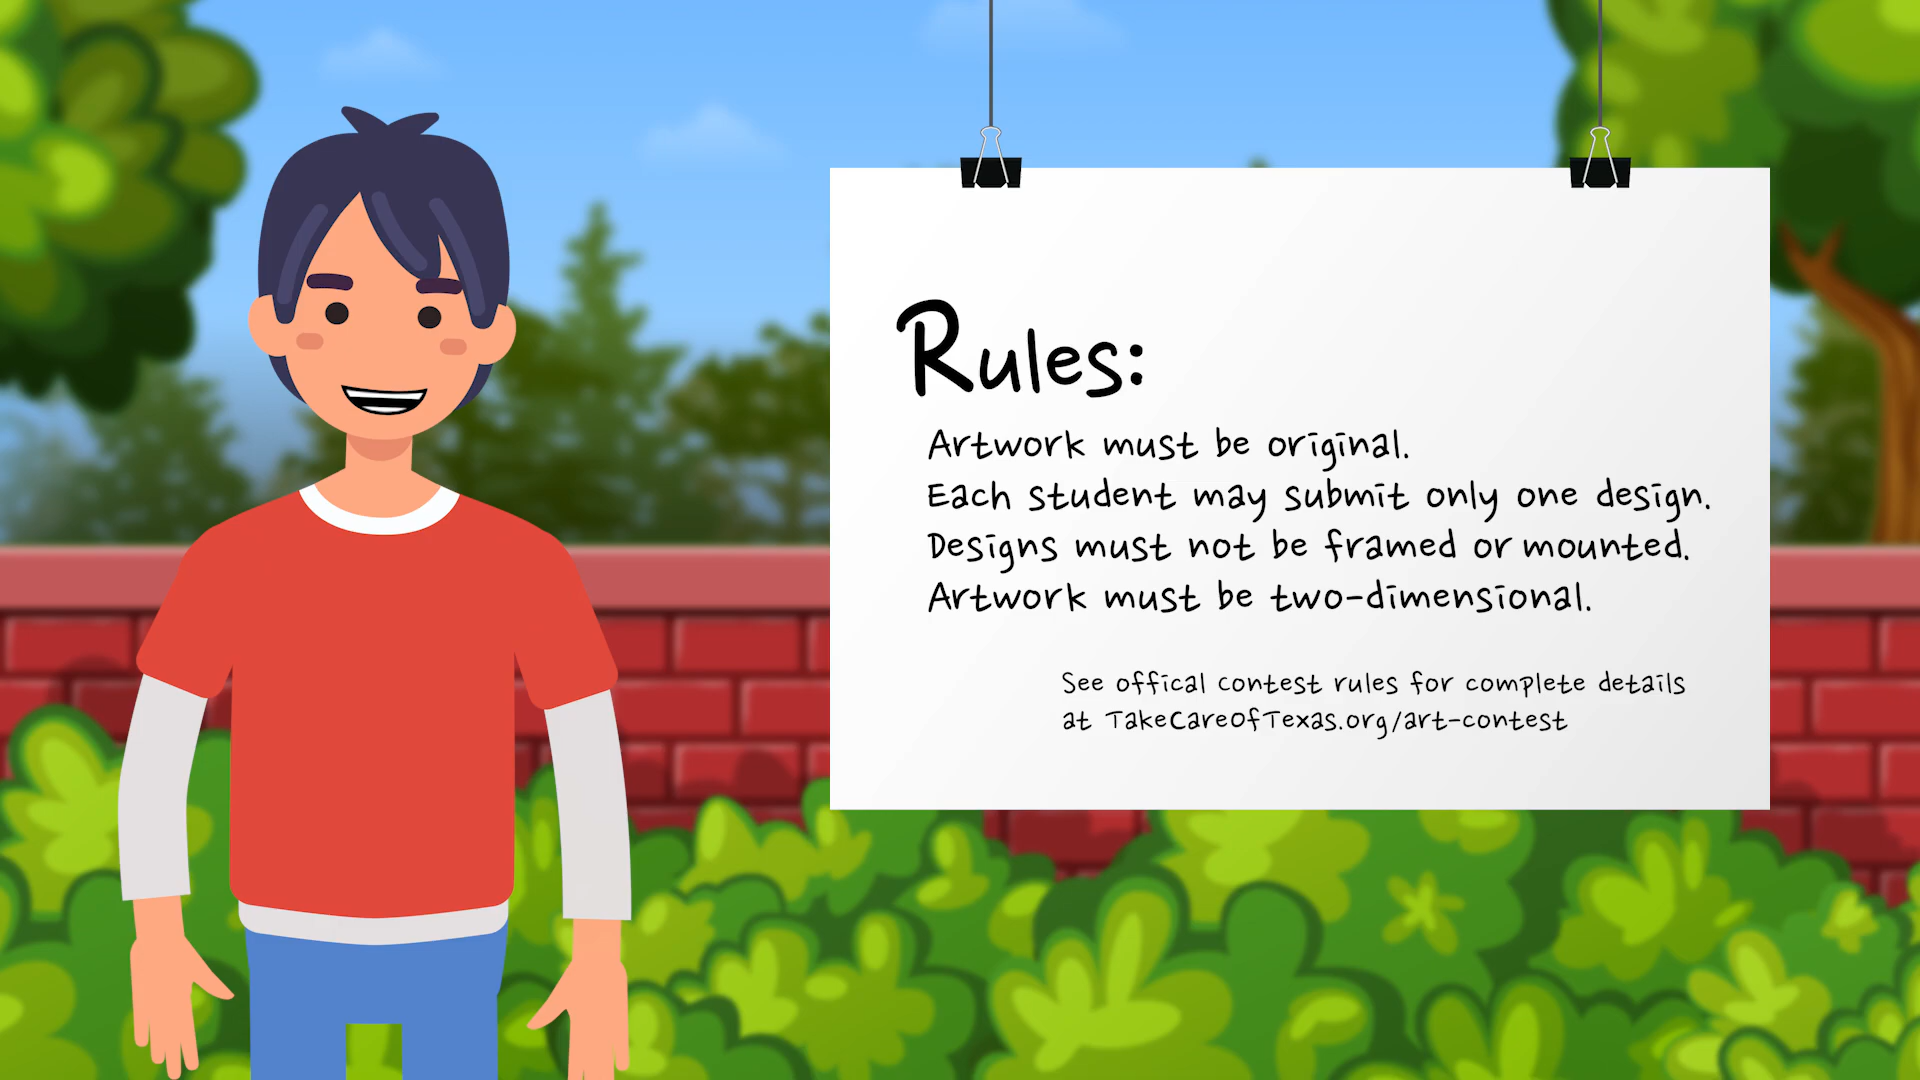 Rules:
Artwork must be original.
Each student may submit only one design.
Designs must not be framed or mounted.
Artwork must be two-dimensional.
See offical contest rules for complete details
at TakeCareofTexas.org/art-contest